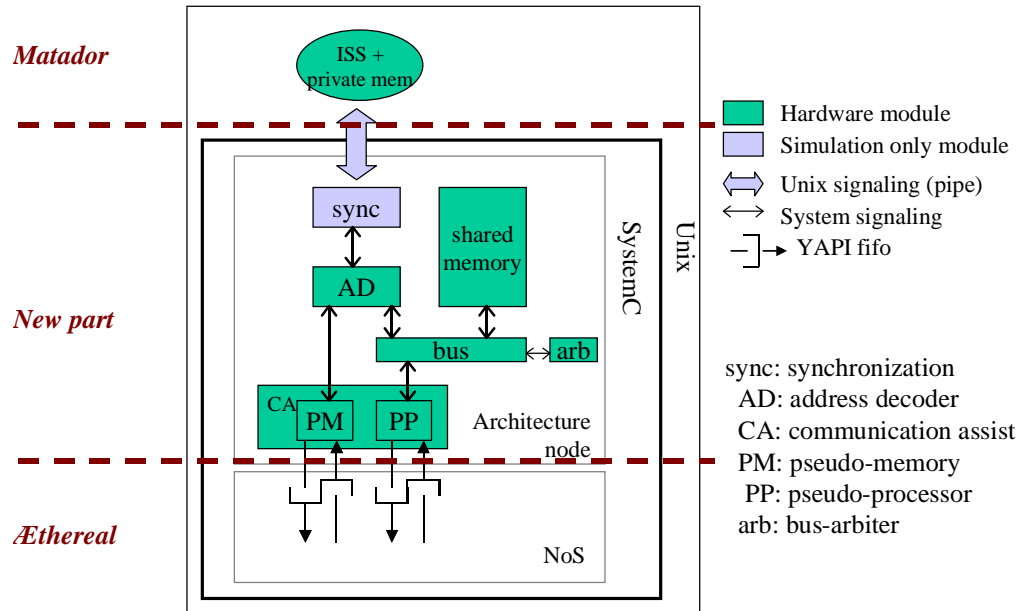 Matador
ISS +
private mem
Hardware module
Simulation only module
Unix signaling (pipe)
System signaling
YAPI fifo
sync
shared
memory
SystemC
Unix
AD
New part
bus
arb
CA
PM
PP
Architecture
node
sync: synchronization
AD: address decoder
CA: communication assist
PM: pseudo-memory
PP: pseudo-processor
arb: bus-arbiter
Æthereal
NoS